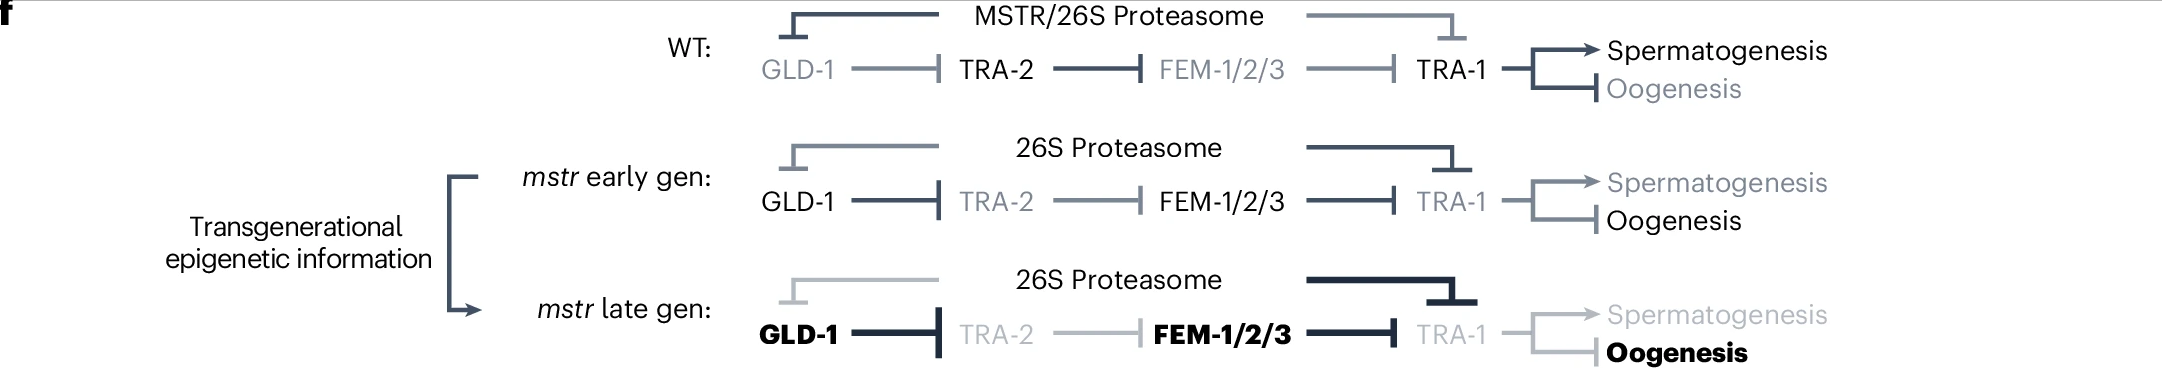 f
MSTR/26S Proteasome
WT:
GLD-1 TRA-2 FEM-1/2/3 TRA-1
Spermatogenesis
Oogenesis
26S Proteasome
mstr early gen:
GLD-1 TRA-2 FEM-1/2/3 TRA-1
Spermatogenesis
Oogenesis
Transgenerational
epigenetic information
26S Proteasome
mstr late gen:
GLD-1 TRA-2 FEM-1/2/3 TRA-1
Spermatogenesis
Oogenesis